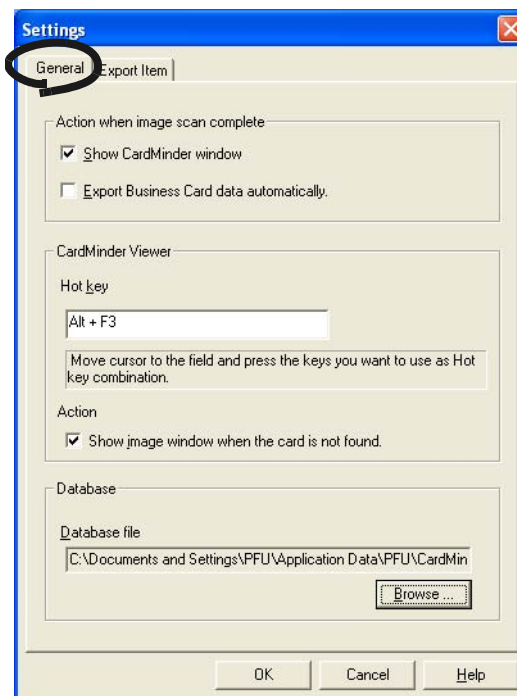 Settings
General
Export Item
Action when image scan complete
Show CardMinder window
Export Business Card data automatically.
CardMinder Viewer
Hot key
Alt + F3
Move cursor to the field and press the keys you want to use as Hot
key combination.
Action
Show image window when the card is not found.
Database
Database file
C:\Documents and Settings\PFU\Application Data\PFU\CardMin
Browse ...
OK
Cancel
Help